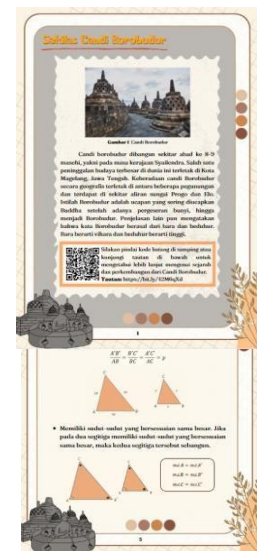 Sekilas Candi Borobudur
Gambar 1 Candi Borobudur
Candi borobudur dibangun sekitar abad ke 8-9
masehi, yakni pada masa kerajaan Syailendra. Salah satu
peninggalan budaya terbesar di dunia ini terletak di Kota
Magelang, Jawa Tengah. Keberadaan candi Borobudur
secara geografis terletak di antara beberapa pegunungan
dan terdapat di sekitar aliran sungai Progo dan Elo.
Istilah Borobudur adalah ucapan yang sering diucapkan
Buddha setelah adanya pergeseran bunyi, hingga
menjadi Borobudur. Penjelasan lain pun mengatakan
bahwa kata Borobudur berasal dari bara dan beduhur.
Bara berarti vihara dan beduhur berarti tinggi.
Silakan pindai kode batang di samping atau
kunjungi tautan di bawah untuk
mengetahui lebih lanjut mengenai sejarah
dan perkembangan dari Candi Borobudur.
Tautan:
1
A'B'/AB = B'C'/BC = A'C'/AC = p
• Memiliki sudut-sudut yang bersesuaian sama besar. Jika
pada dua segitiga memiliki sudut-sudut yang bersesuaian
sama besar, maka kedua segitiga tersebut sebangun.
m∠A = m∠A'
m∠B = m∠B'
m∠C = m∠C'
5